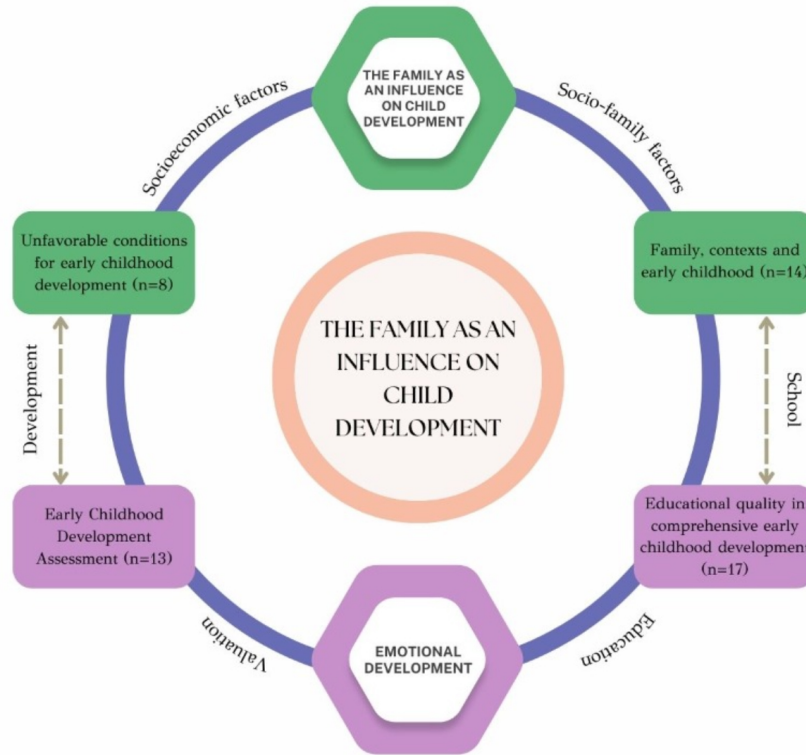 THE FAMILY AS
AN INFLUENCE
ON CHILD
DEVELOPMENT
Socioeconomic factors
Socio-family factors
Unfavorable conditions
for early childhood
development (n=8)
Family, contexts and
early childhood (n=14)
THE FAMILY AS AN
INFLUENCE ON
CHILD
DEVELOPMENT
Development
School
Early Childhood
Development
Assessment (n=13)
Educational quality in
comprehensive early
childhood development
(n=17)
Valuation
Education
EMOTIONAL
DEVELOPMENT